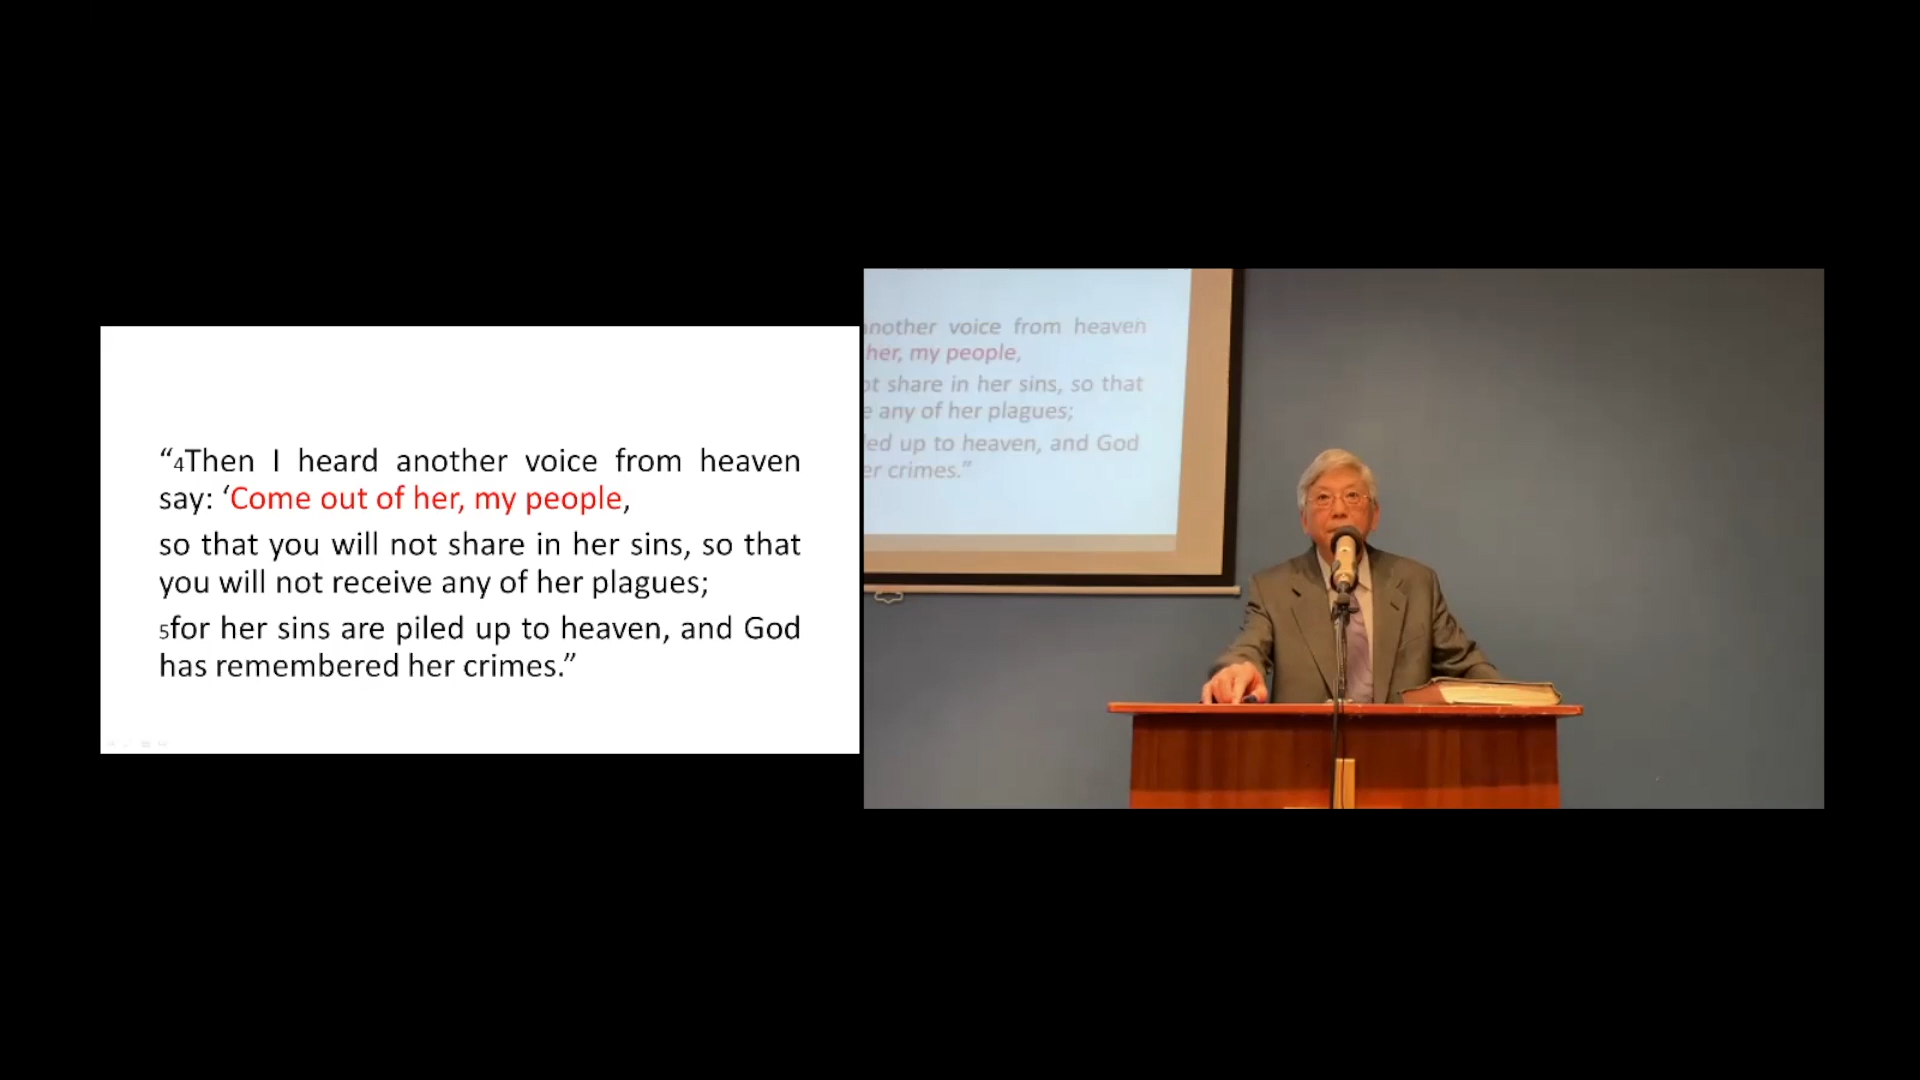 “4Then I heard another voice from heaven
say: ‘Come out of her, my people,
so that you will not share in her sins, so that
you will not receive any of her plagues;
5for her sins are piled up to heaven, and God
has remembered her crimes.”
another voice from heaven
her, my people,
share in her sins, so that
any of her plagues;
up to heaven, and God
crimes.”